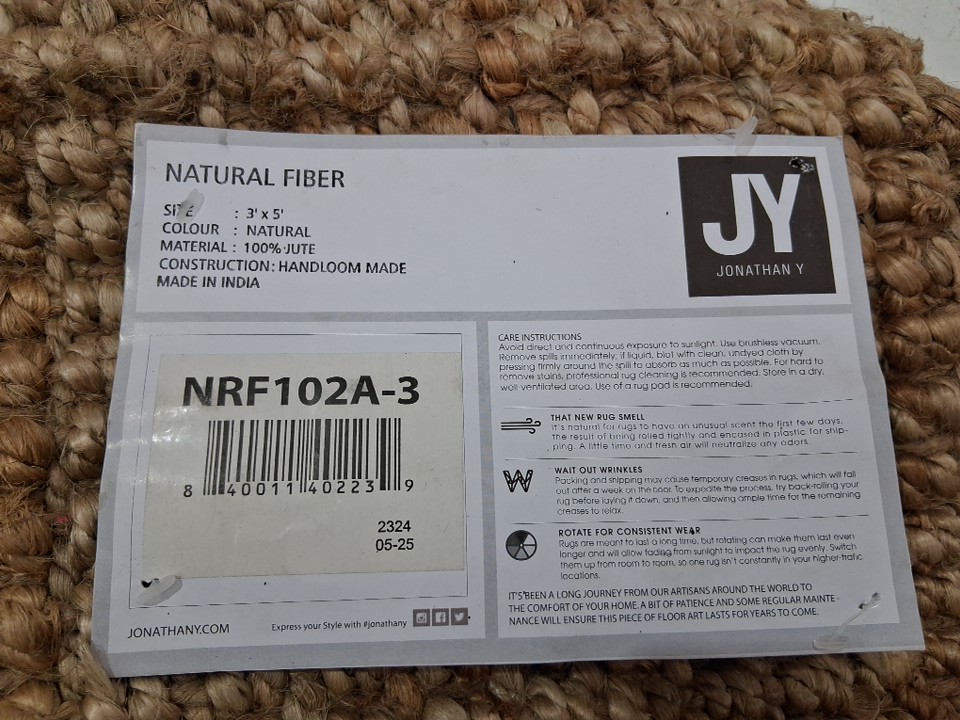 NATURAL FIBER
SIZE : 3' x 5'
COLOUR : NATURAL
MATERIAL : 100% JUTE
CONSTRUCTION: HANDLOOM MADE
MADE IN INDIA
JY
JONATHAN Y
NRF102A-3
8 40011 40223 9
2324
05-25
JONATHANY.COM
Express your Style with #jonathany
CARE INSTRUCTIONS
Avoid direct and continuous exposure to sunlight. Use brushless vacuum.
Remove spills immediately; if liquid, blot with clean, undyed cloth by
pressing firmly around the spill to absorb as much as possible. For hard to
remove stains, professional rug cleaning is recommended. Store in a dry,
well-ventilated area. Use of a rug pad is recommended.
THAT NEW RUG SMELL
It's natural for rugs to have an unusual scent the first few days,
the result of being rolled tightly and encased in plastic for ship-
ping. A little time and fresh air will neutralize any odors.
WAIT OUT WRINKLES
Packing and shipping may cause temporary creases in rugs, which will fall
out after a week on the floor. To expedite the process, try back-rolling your
rug before laying it down, and then allowing ample time for the remaining
creases to relax.
ROTATE FOR CONSISTENT WEAR
Rugs are meant to last a long time, but rotating can make them last even
longer and will allow fading from sunlight to impact the rug evenly. Switch
them up from room to room, so one rug isn't constantly in your higher-traffic
locations.
IT'S BEEN A LONG JOURNEY FROM OUR ARTISANS AROUND THE WORLD TO
THE COMFORT OF YOUR HOME. A BIT OF PATIENCE AND SOME REGULAR MAINTE-
NANCE WILL ENSURE THIS PIECE OF FLOOR ART LASTS FOR YEARS TO COME.